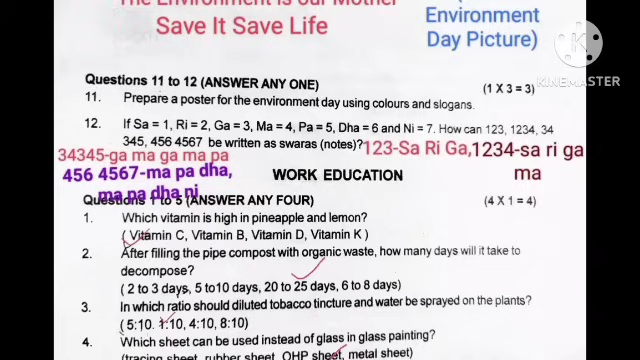 The Environment is Our Mother
Save It Save Life
Environment
Day Picture)
KINEMASTER
Questions 11 to 12 (ANSWER ANY ONE)
(1 X 3 = 3)
11. Prepare a poster for the environment day using colours and slogans.
12. If Sa = 1, Ri = 2, Ga = 3, Ma = 4, Pa = 5, Dha = 6 and Ni = 7. How can 123, 1234, 34
345, 456 4567 be written as swaras (notes)?
123-Sa Ri Ga, 1234-sa ri ga
ma
34345-ga ma ga ma pa
456 4567-ma pa dha,
ma pa dha ni
WORK EDUCATION
Questions 1 to 5 (ANSWER ANY FOUR)
(4 X 1 = 4)
1. Which vitamin is high in pineapple and lemon?
( Vitamin C, Vitamin B, Vitamin D, Vitamin K )
2. After filling the pipe compost with organic waste, how many days will it take to
decompose?
( 2 to 3 days, 5 to10 days, 20 to 25 days, 6 to 8 days)
3. In which ratio should diluted tobacco tincture and water be sprayed on the plants?
( 5:10. 1:10, 4:10, 8:10)
4. Which sheet can be used instead of glass in glass painting?
(tracing sheet, rubber sheet, OHP sheet, metal sheet)